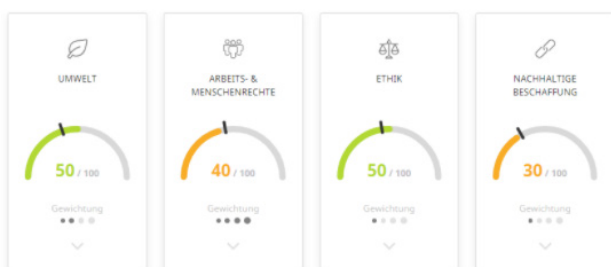 UMWELT
50 / 100
Gewichtung
ARBEITS- &
MENSCHENRECHTE
40 / 100
Gewichtung
ETHIK
50 / 100
Gewichtung
NACHHALTIGE
BESCHAFFUNG
30 / 100
Gewichtung